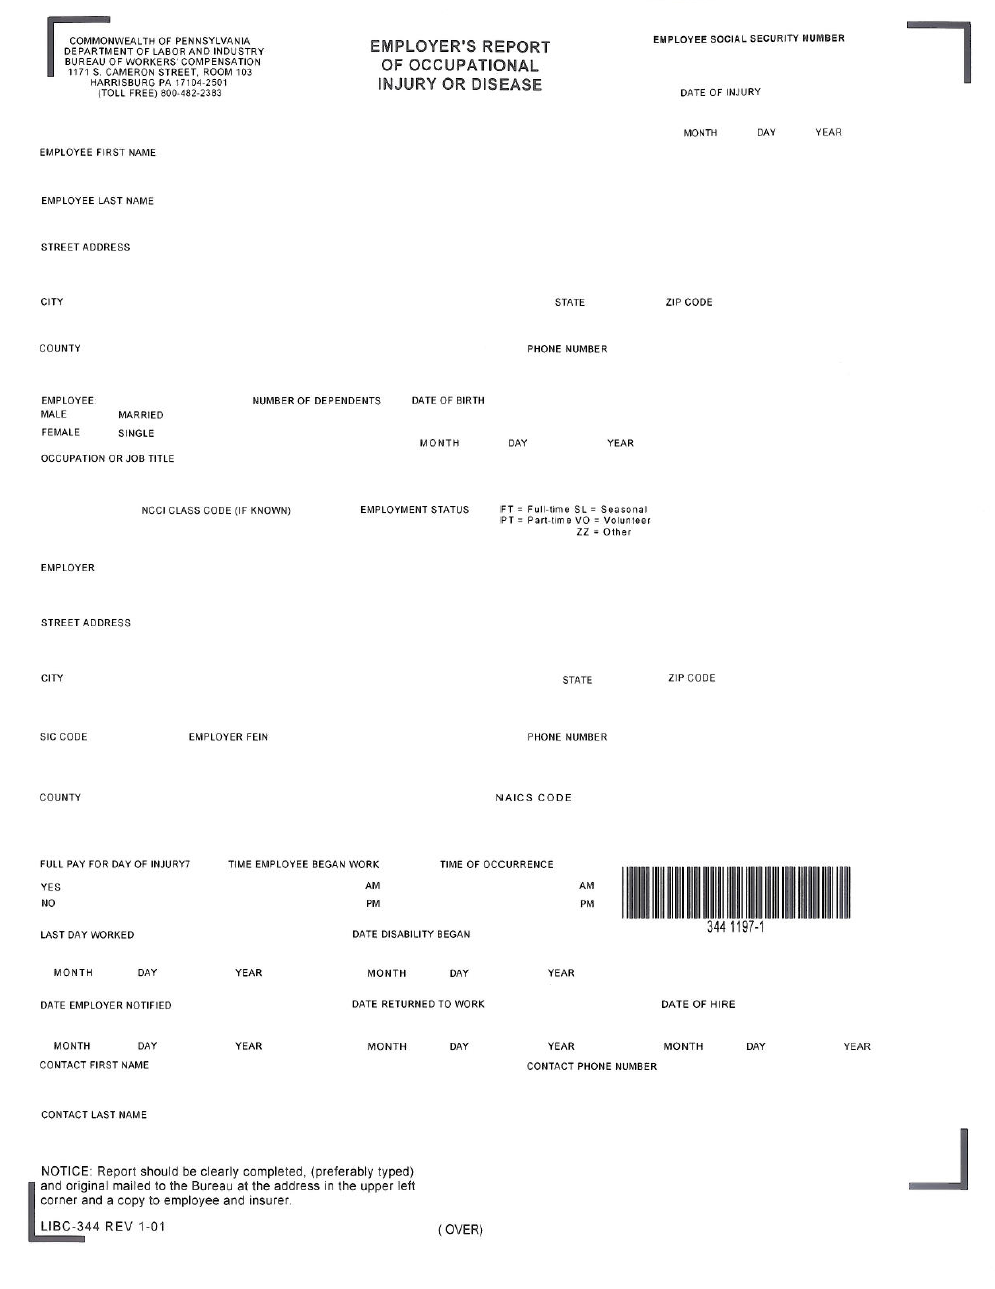 COMMONWEALTH OF PENNSYLVANIA
DEPARTMENT OF LABOR AND INDUSTRY
BUREAU OF WORKERS' COMPENSATION
1171 S. CAMERON STREET, ROOM 103
HARRISBURG PA 17104-2501
(TOLL FREE) 800-482-2383
EMPLOYER'S REPORT
OF OCCUPATIONAL
INJURY OR DISEASE
EMPLOYEE SOCIAL SECURITY NUMBER
DATE OF INJURY
MONTH DAY YEAR
EMPLOYEE FIRST NAME
EMPLOYEE LAST NAME
STREET ADDRESS
CITY STATE ZIP CODE
COUNTY PHONE NUMBER
EMPLOYEE NUMBER OF DEPENDENTS DATE OF BIRTH
MALE MARRIED
FEMALE SINGLE
MONTH DAY YEAR
OCCUPATION OR JOB TITLE
NCCI CLASS CODE (IF KNOWN) EMPLOYMENT STATUS FT = Full-time SL = Seasonal
PT = Part-time VO = Volunteer
ZZ = Other
EMPLOYER
STREET ADDRESS
CITY STATE ZIP CODE
SIC CODE EMPLOYER FEIN PHONE NUMBER
COUNTY NAICS CODE
FULL PAY FOR DAY OF INJURY? TIME EMPLOYEE BEGAN WORK TIME OF OCCURRENCE
YES AM AM
NO PM PM
344 1197-1
LAST DAY WORKED DATE DISABILITY BEGAN
MONTH DAY YEAR MONTH DAY YEAR
DATE EMPLOYER NOTIFIED DATE RETURNED TO WORK DATE OF HIRE
MONTH DAY YEAR MONTH DAY YEAR MONTH DAY YEAR
CONTACT FIRST NAME CONTACT PHONE NUMBER
CONTACT LAST NAME
NOTICE: Report should be clearly completed, (preferably typed)
and original mailed to the Bureau at the address in the upper left
corner and a copy to employee and insurer.
LIBC-344 REV 1-01 ( OVER)